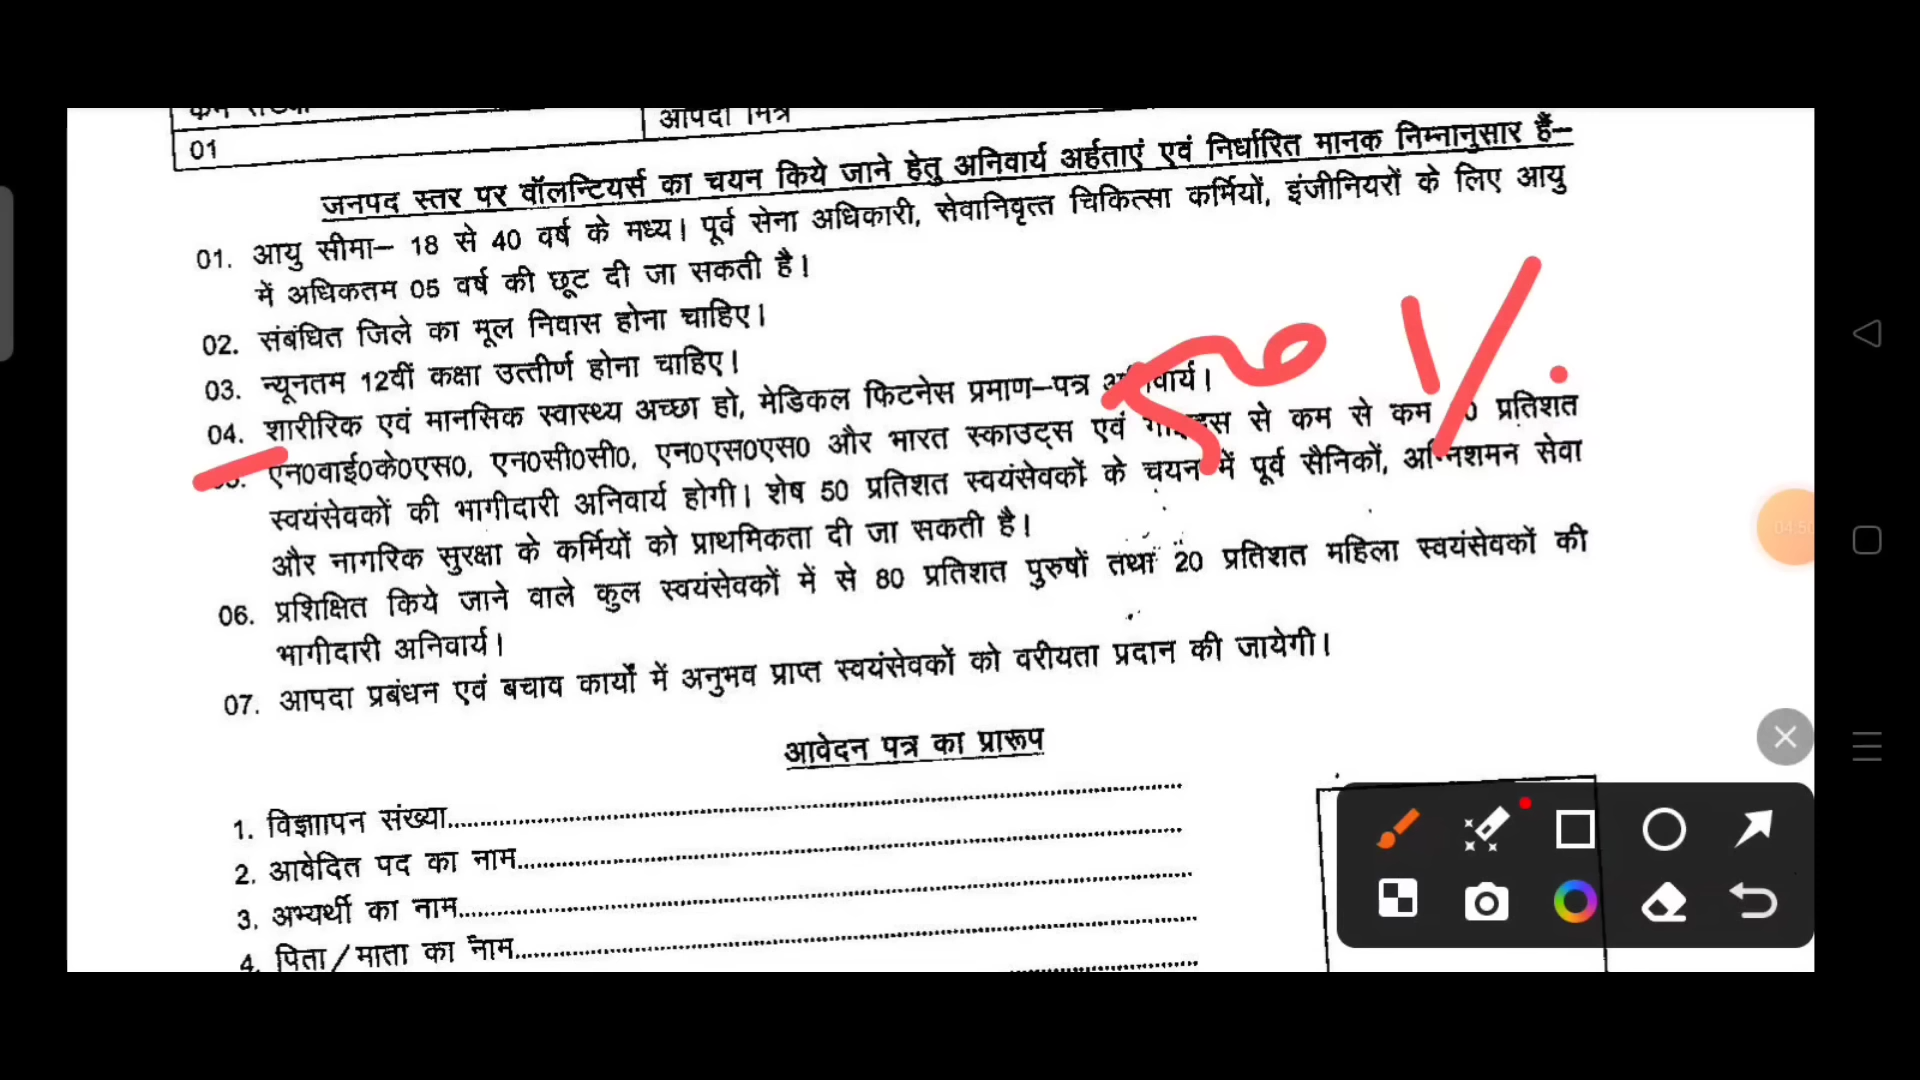 01
आपदा मित्र
जनपद स्तर पर वॉलन्टियर्स का चयन किये जाने हेतु अनिवार्य अर्हताएं एवं निर्धारित मानक निम्नानुसार हैं–
01. आयु सीमा– 18 से 40 वर्ष के मध्य। पूर्व सेना अधिकारी, सेवानिवृत्त चिकित्सा कर्मियों, इंजीनियरों के लिए आयु
में अधिकतम 05 वर्ष की छूट दी जा सकती है।
02. संबंधित जिले का मूल निवास होना चाहिए।
03. न्यूनतम 12वीं कक्षा उत्तीर्ण होना चाहिए।
04. शारीरिक एवं मानसिक स्वास्थ्य अच्छा हो, मेडिकल फिटनेस प्रमाण–पत्र
एन0वाई0के0एस0, एन0सी0सी0, एन0एस0एस0 और भारत स्काउट्स एवं से कम से कम प्रतिशत
स्वयंसेवकों की भागीदारी अनिवार्य होगी। शेष 50 प्रतिशत स्वयंसेवकों के चयन में पूर्व सैनिकों, अग्निशमन सेवा
और नागरिक सुरक्षा के कर्मियों को प्राथमिकता दी जा सकती है।
06. प्रशिक्षित किये जाने वाले कुल स्वयंसेवकों में से 80 प्रतिशत पुरुषों तथा 20 प्रतिशत महिला स्वयंसेवकों की
भागीदारी अनिवार्य।
07. आपदा प्रबंधन एवं बचाव कार्यों में अनुभव प्राप्त स्वयंसेवकों को वरीयता प्रदान की जायेगी।
आवेदन पत्र का प्रारूप
1. विज्ञाापन संख्या
2. आवेदित पद का नाम
3. अभ्यर्थी का नाम
4. पिता/माता का नाम